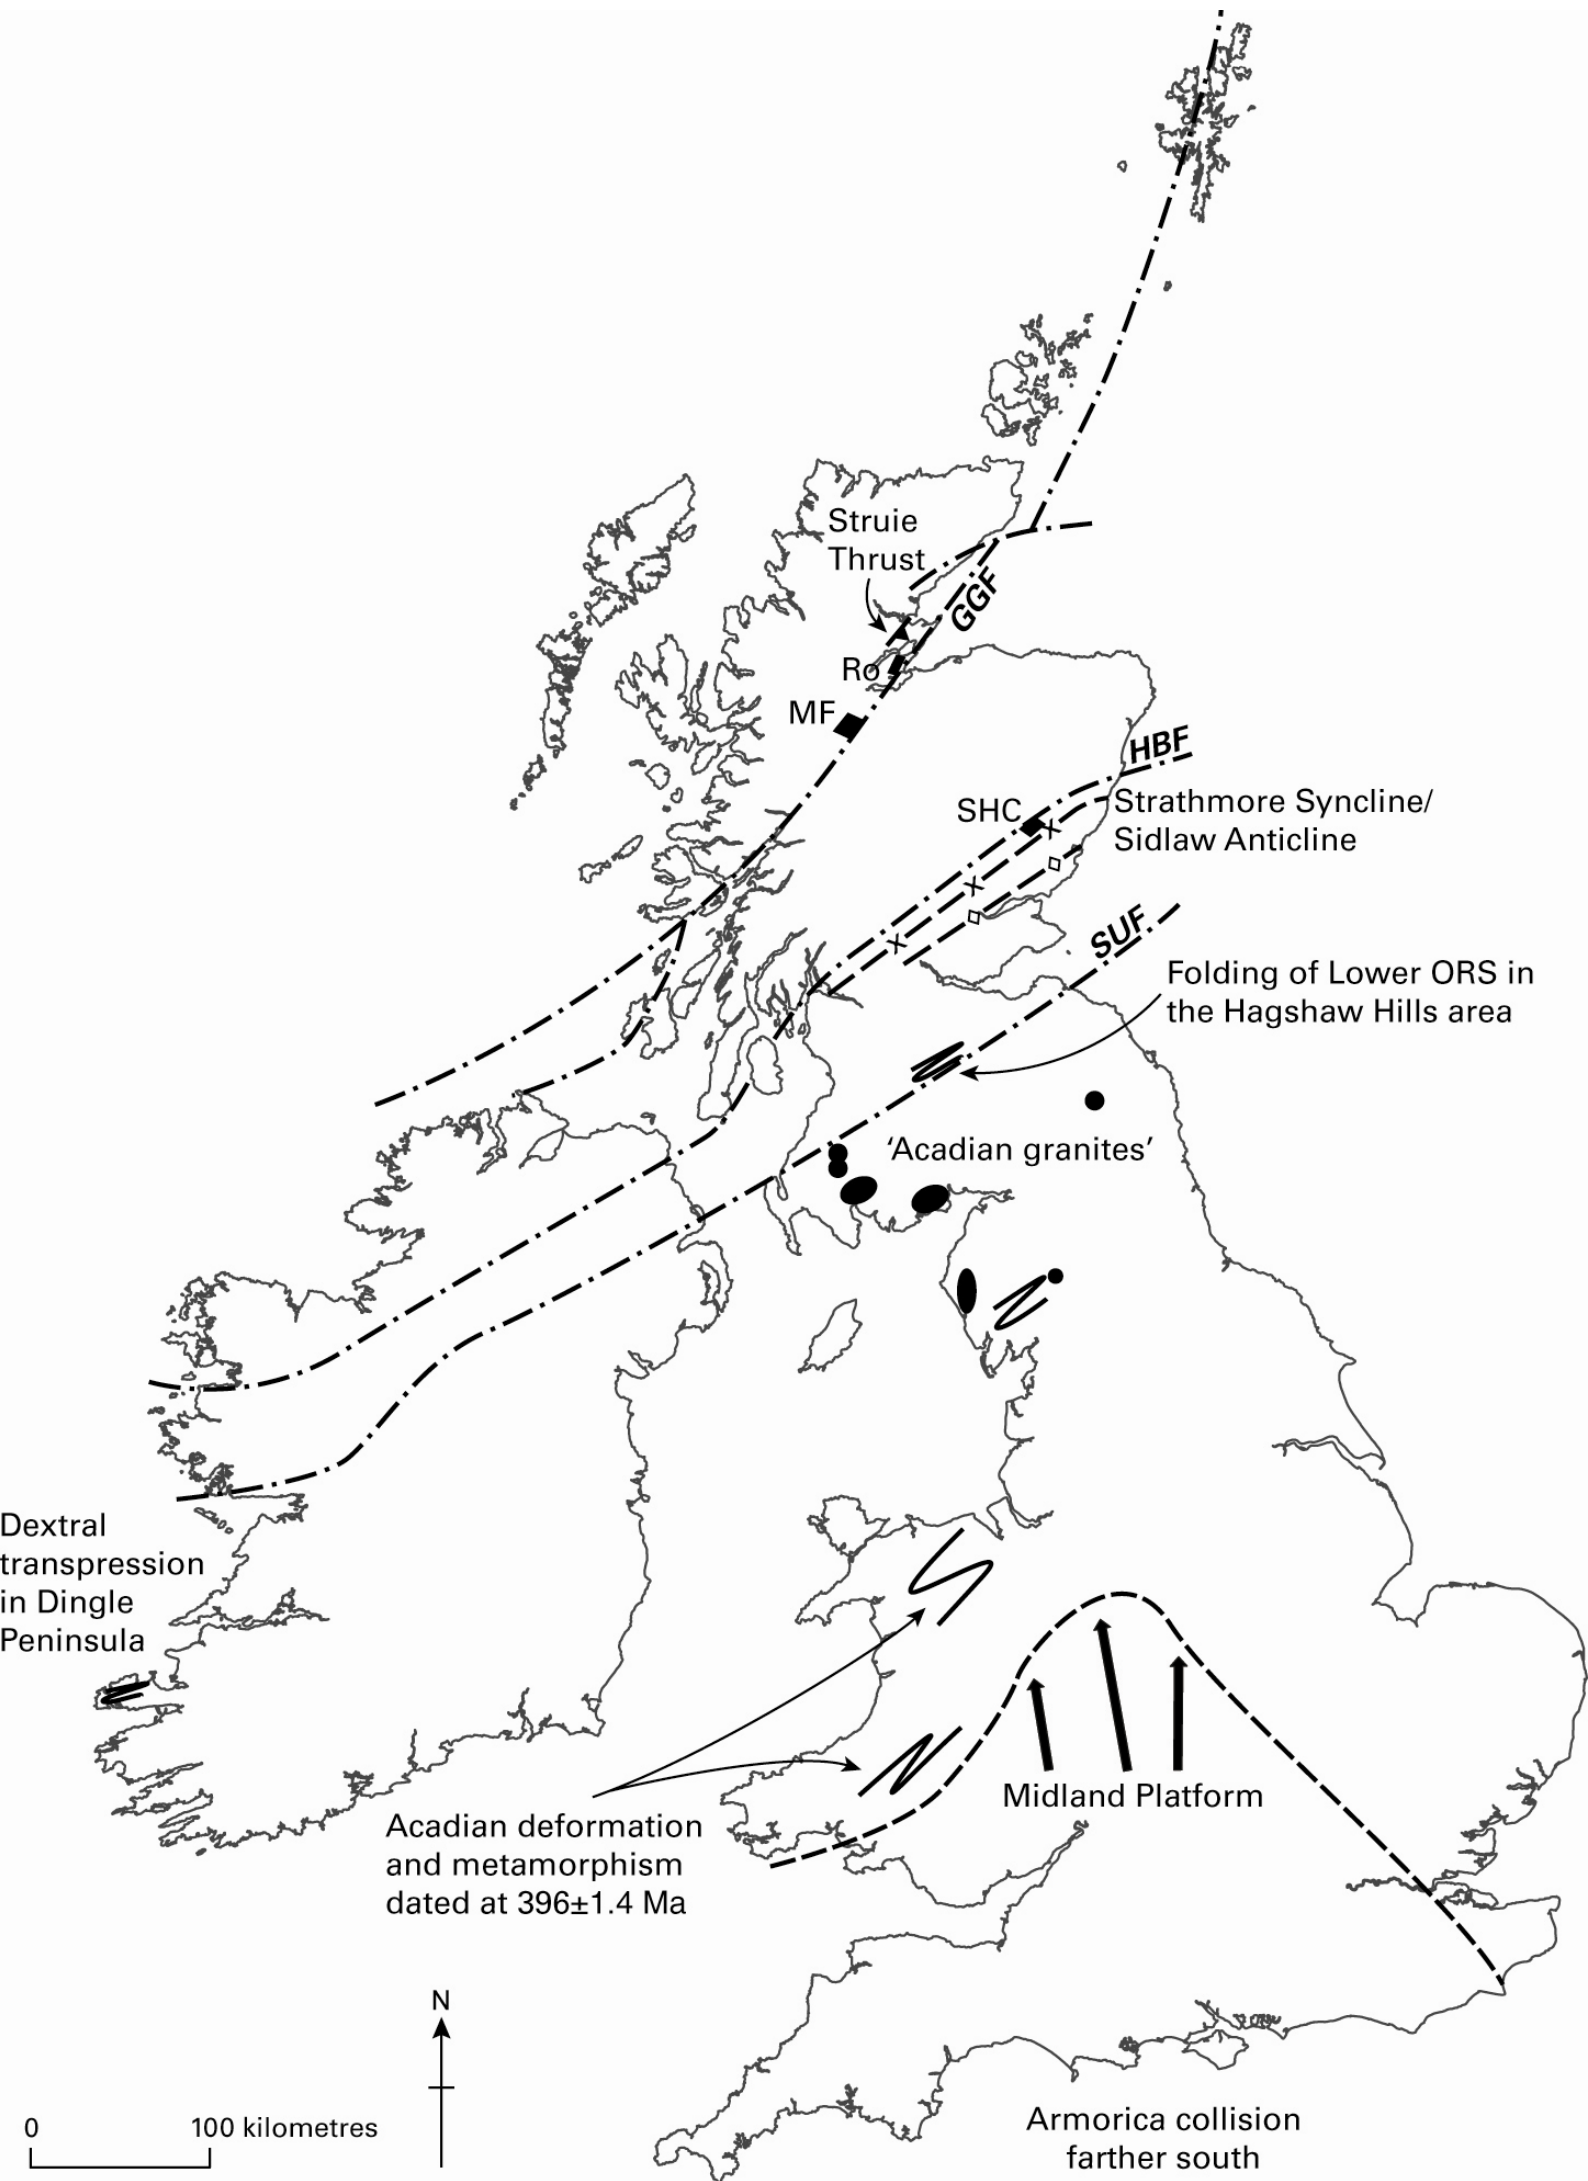 Struie
Thrust
GGF
Ro
MF
HBF
SHC
Strathmore Syncline/
Sidlaw Anticline
SUF
Folding of Lower ORS in
the Hagshaw Hills area
'Acadian granites'
Dextral
transpression
in Dingle
Peninsula
Midland Platform
Acadian deformation
and metamorphism
dated at 396±1.4 Ma
N
0 100 kilometres
Armorica collision
farther south